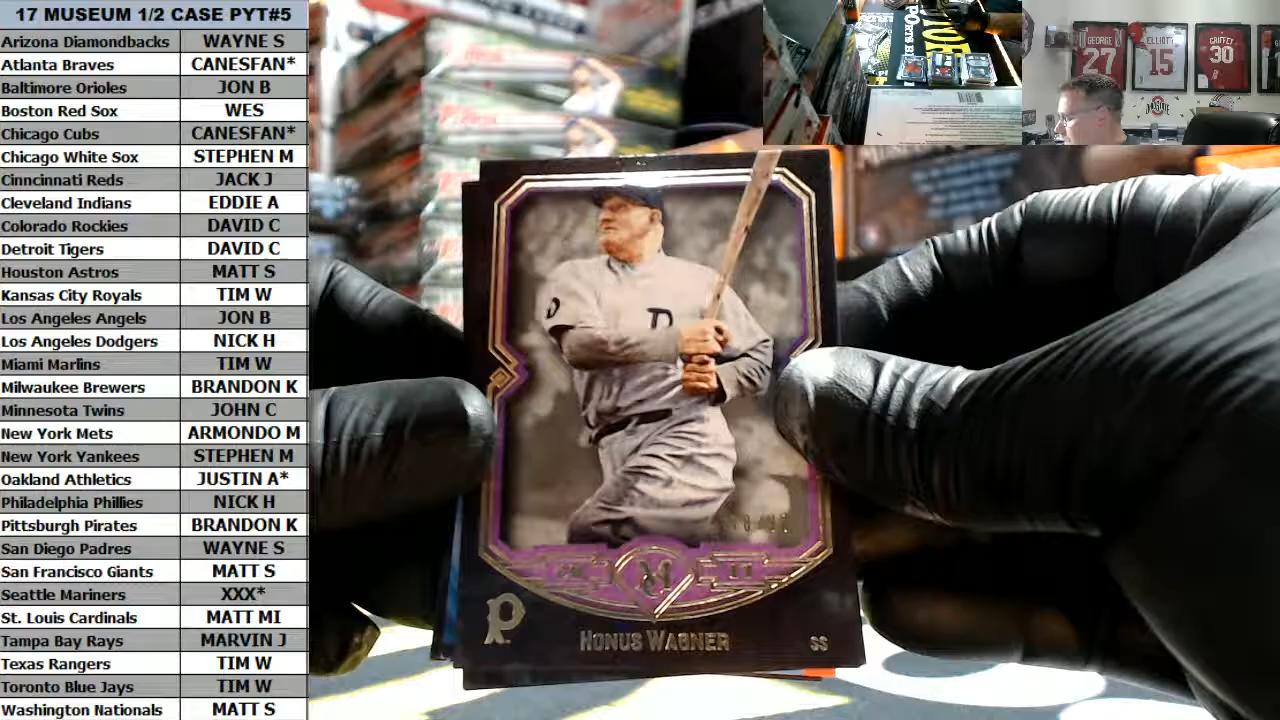 17 MUSEUM 1/2 CASE PYT#5
Arizona Diamondbacks WAYNE S
Atlanta Braves CANESFAN*
Baltimore Orioles JON B
Boston Red Sox WES
Chicago Cubs CANESFAN*
Chicago White Sox STEPHEN M
Cinncinnati Reds JACK J
Cleveland Indians EDDIE A
Colorado Rockies DAVID C
Detroit Tigers DAVID C
Houston Astros MATT S
Kansas City Royals TIM W
Los Angeles Angels JON B
Los Angeles Dodgers NICK H
Miami Marlins TIM W
Milwaukee Brewers BRANDON K
Minnesota Twins JOHN C
New York Mets ARMONDO M
New York Yankees STEPHEN M
Oakland Athletics JUSTIN A*
Philadelphia Phillies NICK H
Pittsburgh Pirates BRANDON K
San Diego Padres WAYNE S
San Francisco Giants MATT S
Seattle Mariners XXX*
St. Louis Cardinals MATT MI
Tampa Bay Rays MARVIN J
Texas Rangers TIM W
Toronto Blue Jays TIM W
Washington Nationals MATT S
GEORGE
27
ELLIOTT
15
GRIFFEY
30
P
P
M
P
HONUS WAGNER SS